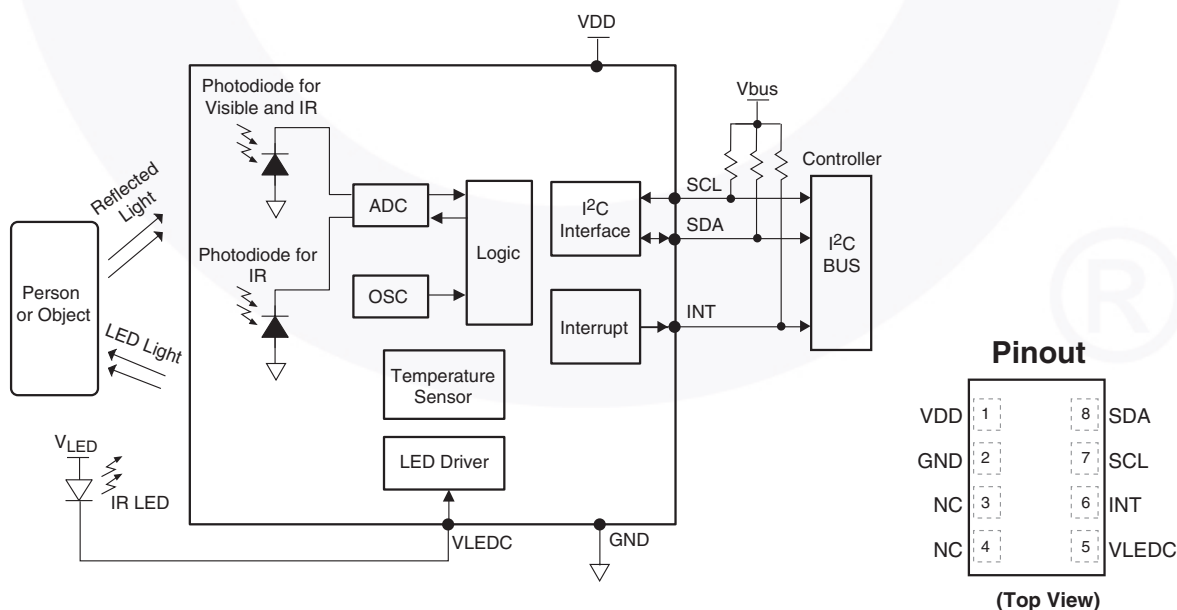 VDD
Photodiode for
Visible and IR
Vbus
Controller
Reflected
Light
ADC
Logic
I²C
Interface
SCL
SDA
I²C
BUS
Photodiode for
IR
OSC
Person
or Object
LED Light
Interrupt
INT
Temperature
Sensor
LED Driver
VLED
IR LED
VLEDC
GND
®
Pinout
VDD 1 8 SDA
GND 2 7 SCL
NC 3 6 INT
NC 4 5 VLEDC
(Top View)